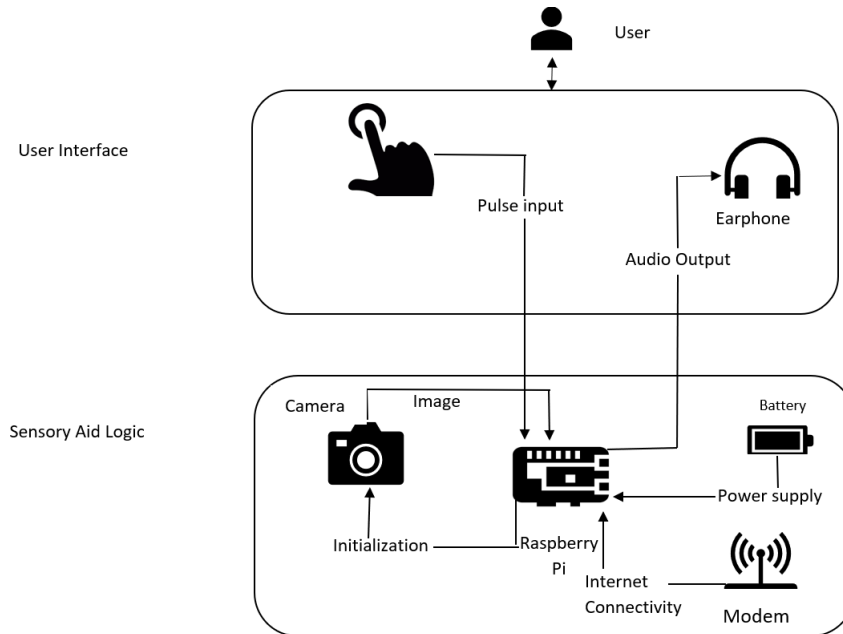 User
User Interface
Pulse input
Earphone
Audio Output
Camera
Image
Battery
Sensory Aid Logic
Power supply
Initialization
Raspberry
Pi
Internet
Connectivity
Modem